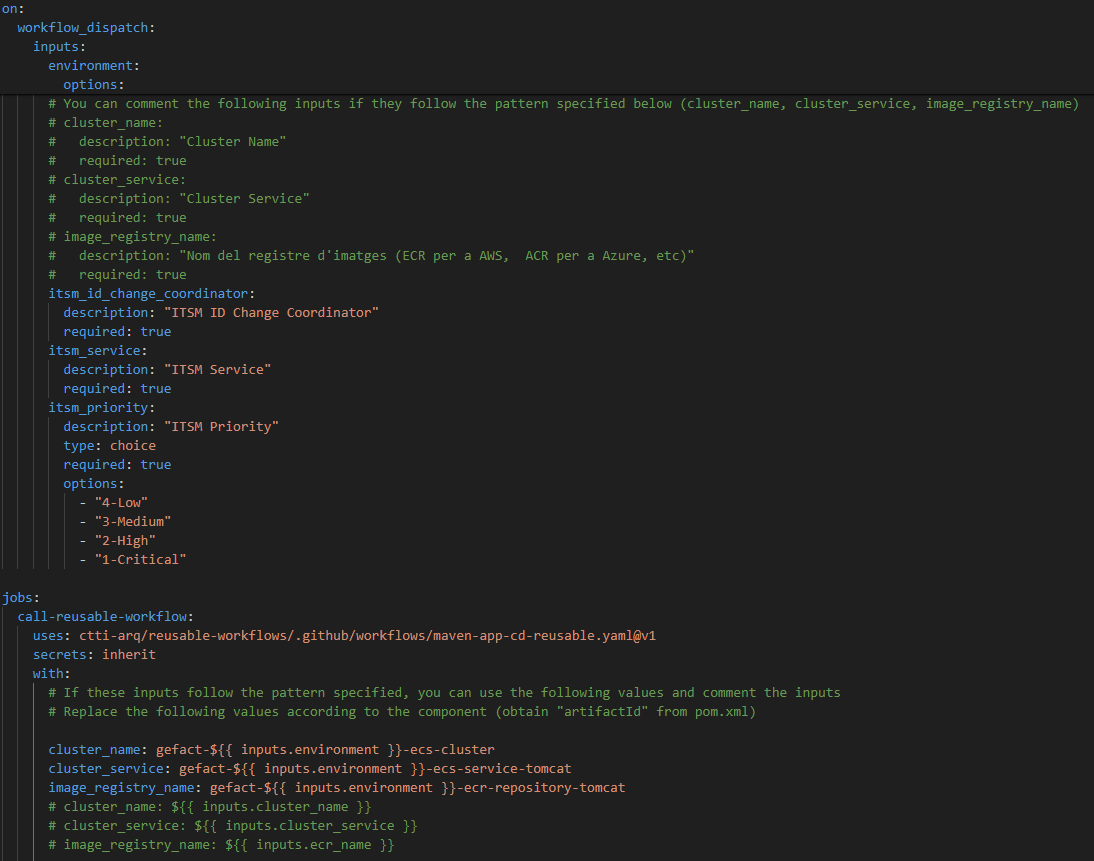 on:
  workflow_dispatch:
    inputs:
      environment:
        options:
      # You can comment the following inputs if they follow the pattern specified below (cluster_name, cluster_service, image_registry_name)
      # cluster_name:
      #   description: "Cluster Name"
      #   required: true
      # cluster_service:
      #   description: "Cluster Service"
      #   required: true
      # image_registry_name:
      #   description: "Nom del registre d'imatges (ECR per a AWS,  ACR per a Azure, etc)"
      #   required: true
      itsm_id_change_coordinator:
        description: "ITSM ID Change Coordinator"
        required: true
      itsm_service:
        description: "ITSM Service"
        required: true
      itsm_priority:
        description: "ITSM Priority"
        type: choice
        required: true
        options:
          - "4-Low"
          - "3-Medium"
          - "2-High"
          - "1-Critical"

jobs:
  call-reusable-workflow:
    uses: ctti-arq/reusable-workflows/.github/workflows/maven-app-cd-reusable.yaml@v1
    secrets: inherit
    with:
      # If these inputs follow the pattern specified, you can use the following values and comment the inputs
      # Replace the following values according to the component (obtain "artifactId" from pom.xml)

      cluster_name: gefact-${{ inputs.environment }}-ecs-cluster
      cluster_service: gefact-${{ inputs.environment }}-ecs-service-tomcat
      image_registry_name: gefact-${{ inputs.environment }}-ecr-repository-tomcat
      # cluster_name: ${{ inputs.cluster_name }}
      # cluster_service: ${{ inputs.cluster_service }}
      # image_registry_name: ${{ inputs.ecr_name }}